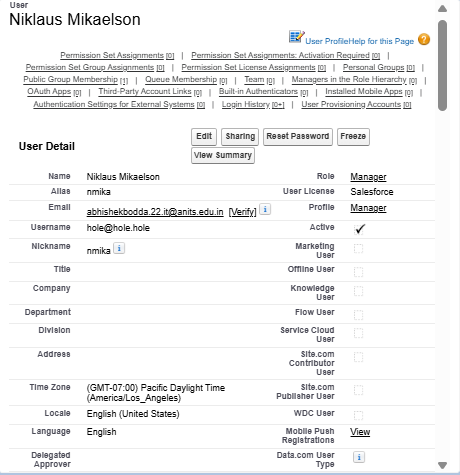 User
Niklaus Mikaelson
User Profile Help for this Page
Permission Set Assignments [0] | Permission Set Assignments: Activation Required [0] |
Permission Set Group Assignments [0] | Permission Set License Assignments [0] | Personal Groups [0] |
Public Group Membership [1] | Queue Membership [0] | Team [0] | Managers in the Role Hierarchy [0] |
OAuth Apps [0] | Third-Party Account Links [0] | Built-in Authenticators [0] | Installed Mobile Apps [0] |
Authentication Settings for External Systems [0] | Login History [0+] | User Provisioning Accounts [0]
User Detail
Edit Sharing Reset Password Freeze
View Summary
Name Niklaus Mikaelson Role Manager
Alias nmika User License Salesforce
Email abhishekbodda.22.it@anits.edu.in [Verify] Profile Manager
Username hole@hole.hole Active
Nickname nmika Marketing User
Title Offline User
Company Knowledge User
Department Flow User
Division Service Cloud User
Address Site.com Contributor User
Time Zone (GMT-07:00) Pacific Daylight Time (America/Los_Angeles) Site.com Publisher User
Locale English (United States) WDC User
Language English Mobile Push Registrations View
Delegated Approver Data.com User Type